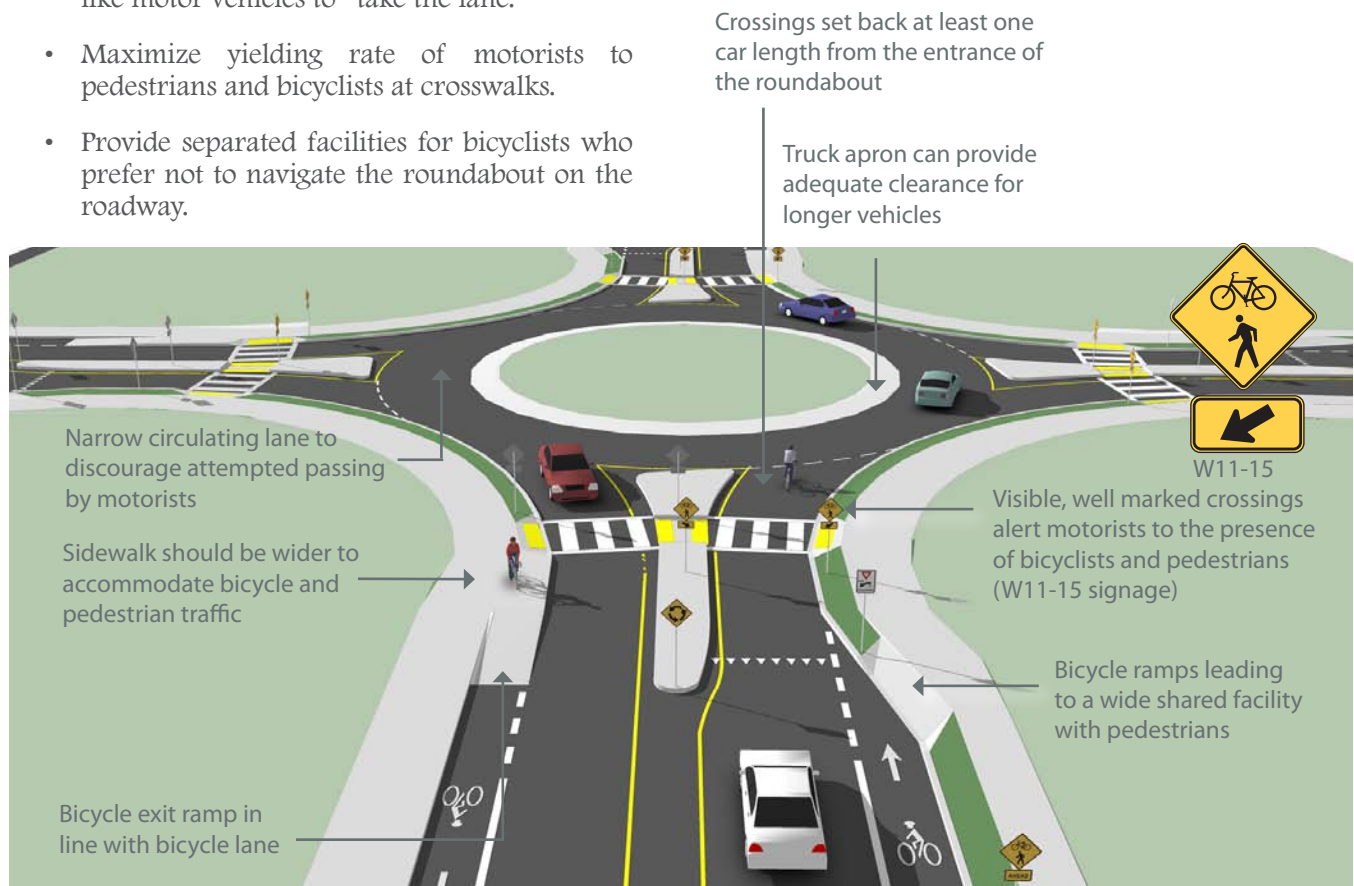 like motor vehicles to "take the lane."
• Maximize yielding rate of motorists to
pedestrians and bicyclists at crosswalks.
• Provide separated facilities for bicyclists who
prefer not to navigate the roundabout on the
roadway.
Crossings set back at least one
car length from the entrance of
the roundabout
Truck apron can provide
adequate clearance for
longer vehicles
Narrow circulating lane to
discourage attempted passing
by motorists
Sidewalk should be wider to
accommodate bicycle and
pedestrian traffic
Bicycle exit ramp in
line with bicycle lane
W11-15
Visible, well marked crossings
alert motorists to the presence
of bicyclists and pedestrians
(W11-15 signage)
Bicycle ramps leading
to a wide shared facility
with pedestrians
AHEAD